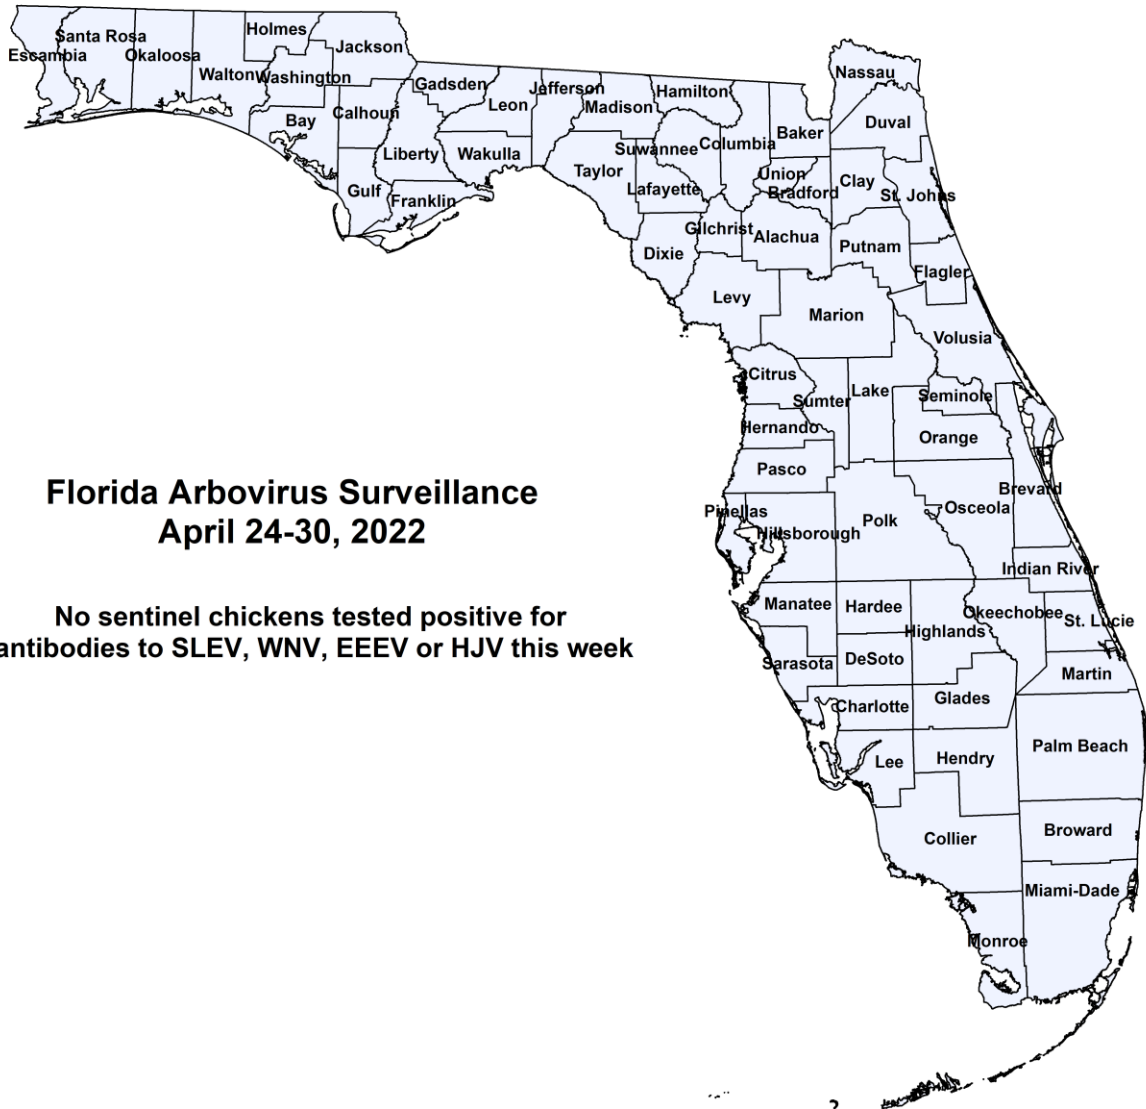 Holmes
Santa Rosa
Jackson
Escambia
Okaloosa
Walton
Washington
Gadsden
Jefferson
Hamilton
Nassau
Leon
Madison
Calhoun
Bay
Duval
Baker
Columbia
Suwannee
Liberty
Wakulla
Taylor
Union
Clay
Lafayette
Bradford
St. Johns
Gulf
Franklin
Gilchrist
Alachua
Putnam
Dixie
Flagler
Levy
Marion
Volusia
Citrus
Lake
Seminole
Sumter
Hernando
Orange
Pasco
Brevard
Florida Arbovirus Surveillance
April 24-30, 2022
Osceola
Pinellas
Polk
Hillsborough
Indian River
No sentinel chickens tested positive for
antibodies to SLEV, WNV, EEEV or HJV this week
Manatee
Hardee
Okeechobee
St. Lucie
Highlands
Sarasota
DeSoto
Martin
Glades
Charlotte
Palm Beach
Lee
Hendry
Broward
Collier
Miami-Dade
Monroe